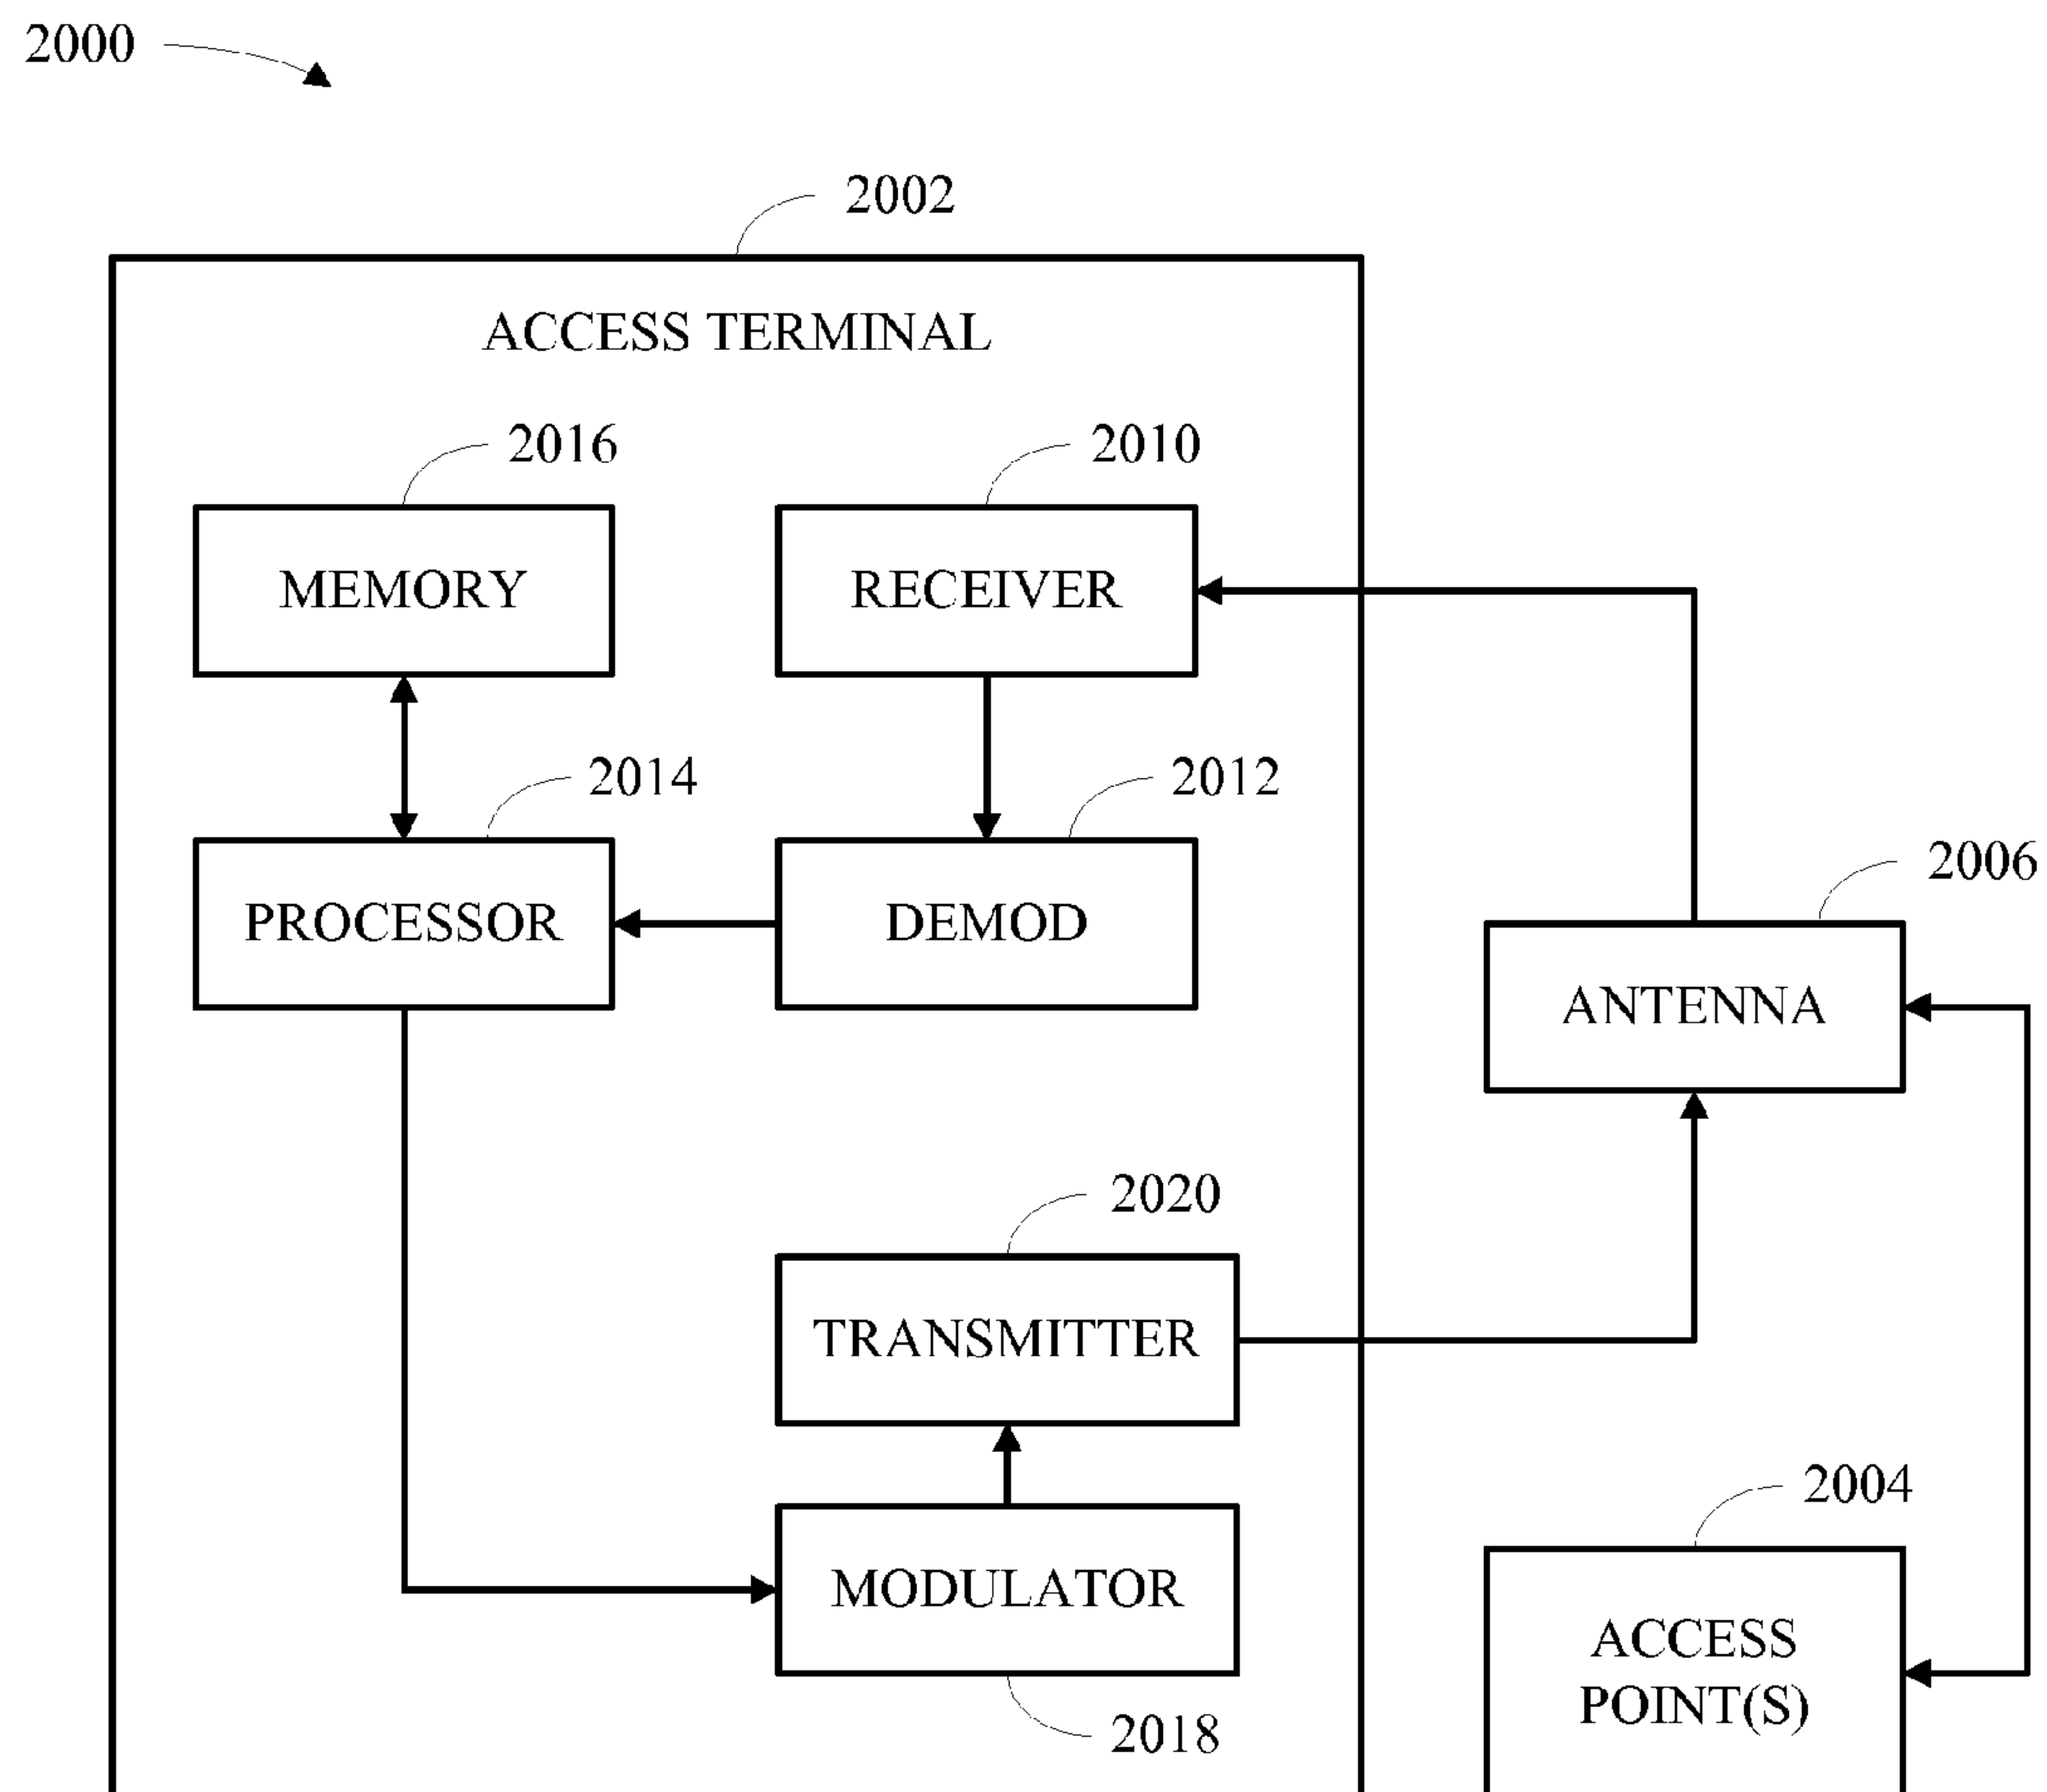 2000
2002
ACCESS TERMINAL
2016
2010
MEMORY
RECEIVER
2014
2012
PROCESSOR
DEMOD
2006
ANTENNA
2020
TRANSMITTER
2004
MODULATOR
ACCESS
POINT(S)
2018